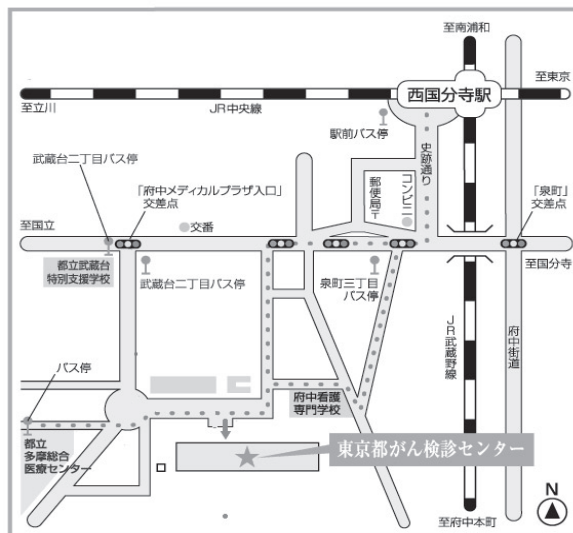 至南浦和
西国分寺駅
至東京
至立川
JR中央線
駅前バス停
史跡通り
武蔵台二丁目バス停
「府中メディカルプラザ入口」
交差点
郵便局〒
コンビニ
「泉町」
交差点
至国立
交番
至国分寺
都立武蔵台
特別支援学校
武蔵台二丁目バス停
泉町三丁目
バス停
JR武蔵野線
府中街道
バス停
府中看護
専門学校
都立
多摩総合
医療センター
東京都がん検診センター
N
至府中本町